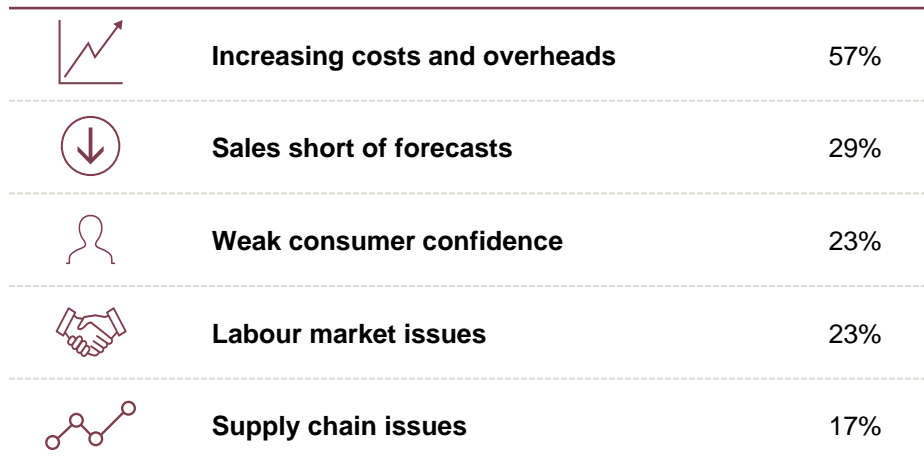 Increasing costs and overheads 57%
Sales short of forecasts 29%
Weak consumer confidence 23%
Labour market issues 23%
Supply chain issues 17%